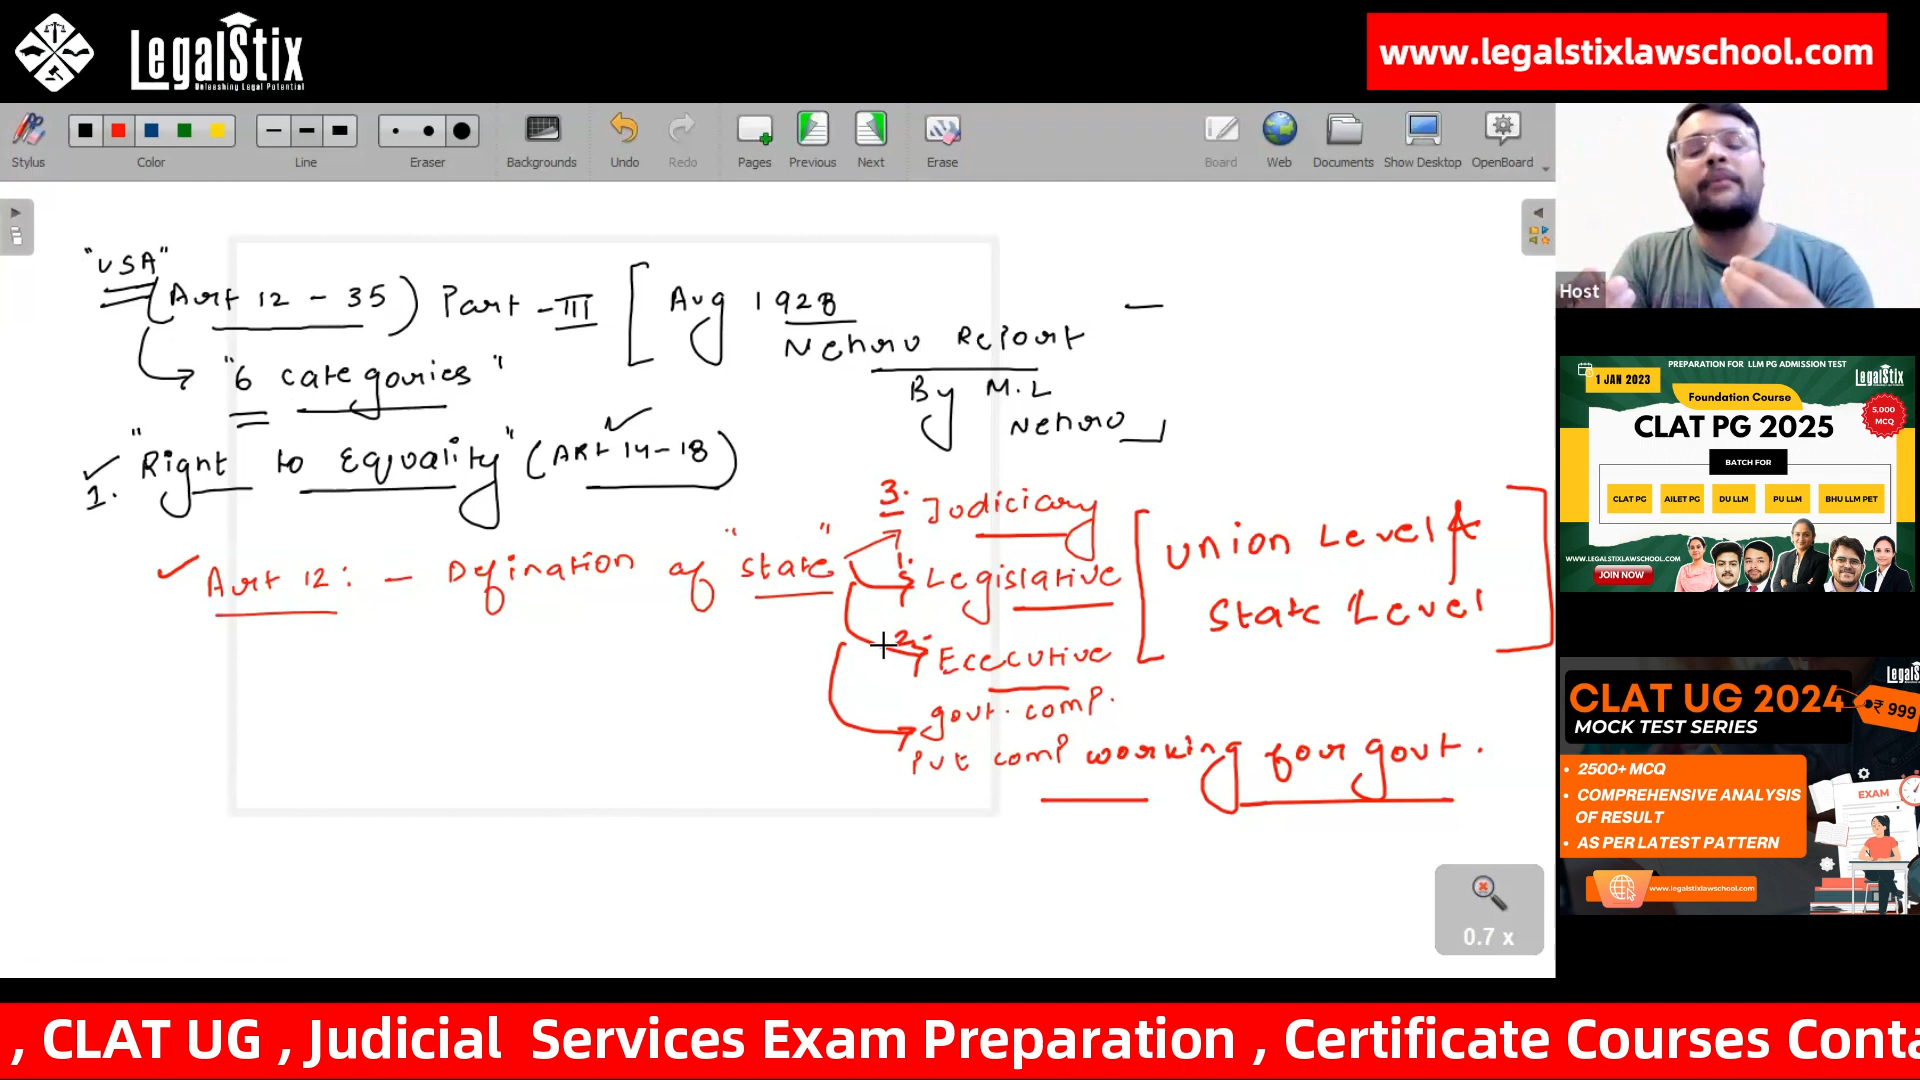 LegalStix
Unleashing Legal Potential
www.legalstixlawschool.com
Stylus
Color
Line
Eraser
Backgrounds
Undo
Redo
Pages
Previous
Next
Erase
Board
Web
Documents
Show Desktop
OpenBoard
Host
"USA"
(Art 12 - 35) Part - III [ Aug 1928
Nehru Report
By M.L
Nehru ]
"6 categories"
1. "Right to Equality" (ART 14-18)
Art 12: - Defination of "state"
3. Judiciary
1. Legislative
2. Executive
[ Union Level &
State Level ]
govt. comp.
Pvt comp working for govt.
0.7 x
PREPARATION FOR LLM PG ADMISSION TEST
1 JAN 2023
LegalStix
Foundation Course
5,000
MCQ
CLAT PG 2025
BATCH FOR
CLAT PG
AILET PG
DU LLM
PU LLM
BHU LLM PET
WWW.LEGALSTIXLAWSCHOOL.COM
JOIN NOW
CLAT UG 2024
₹ 999
MOCK TEST SERIES
• 2500+ MCQ
• COMPREHENSIVE ANALYSIS
OF RESULT
• AS PER LATEST PATTERN
EXAM
www.legalstixlawschool.com
, CLAT UG , Judicial Services Exam Preparation , Certificate Courses Conta